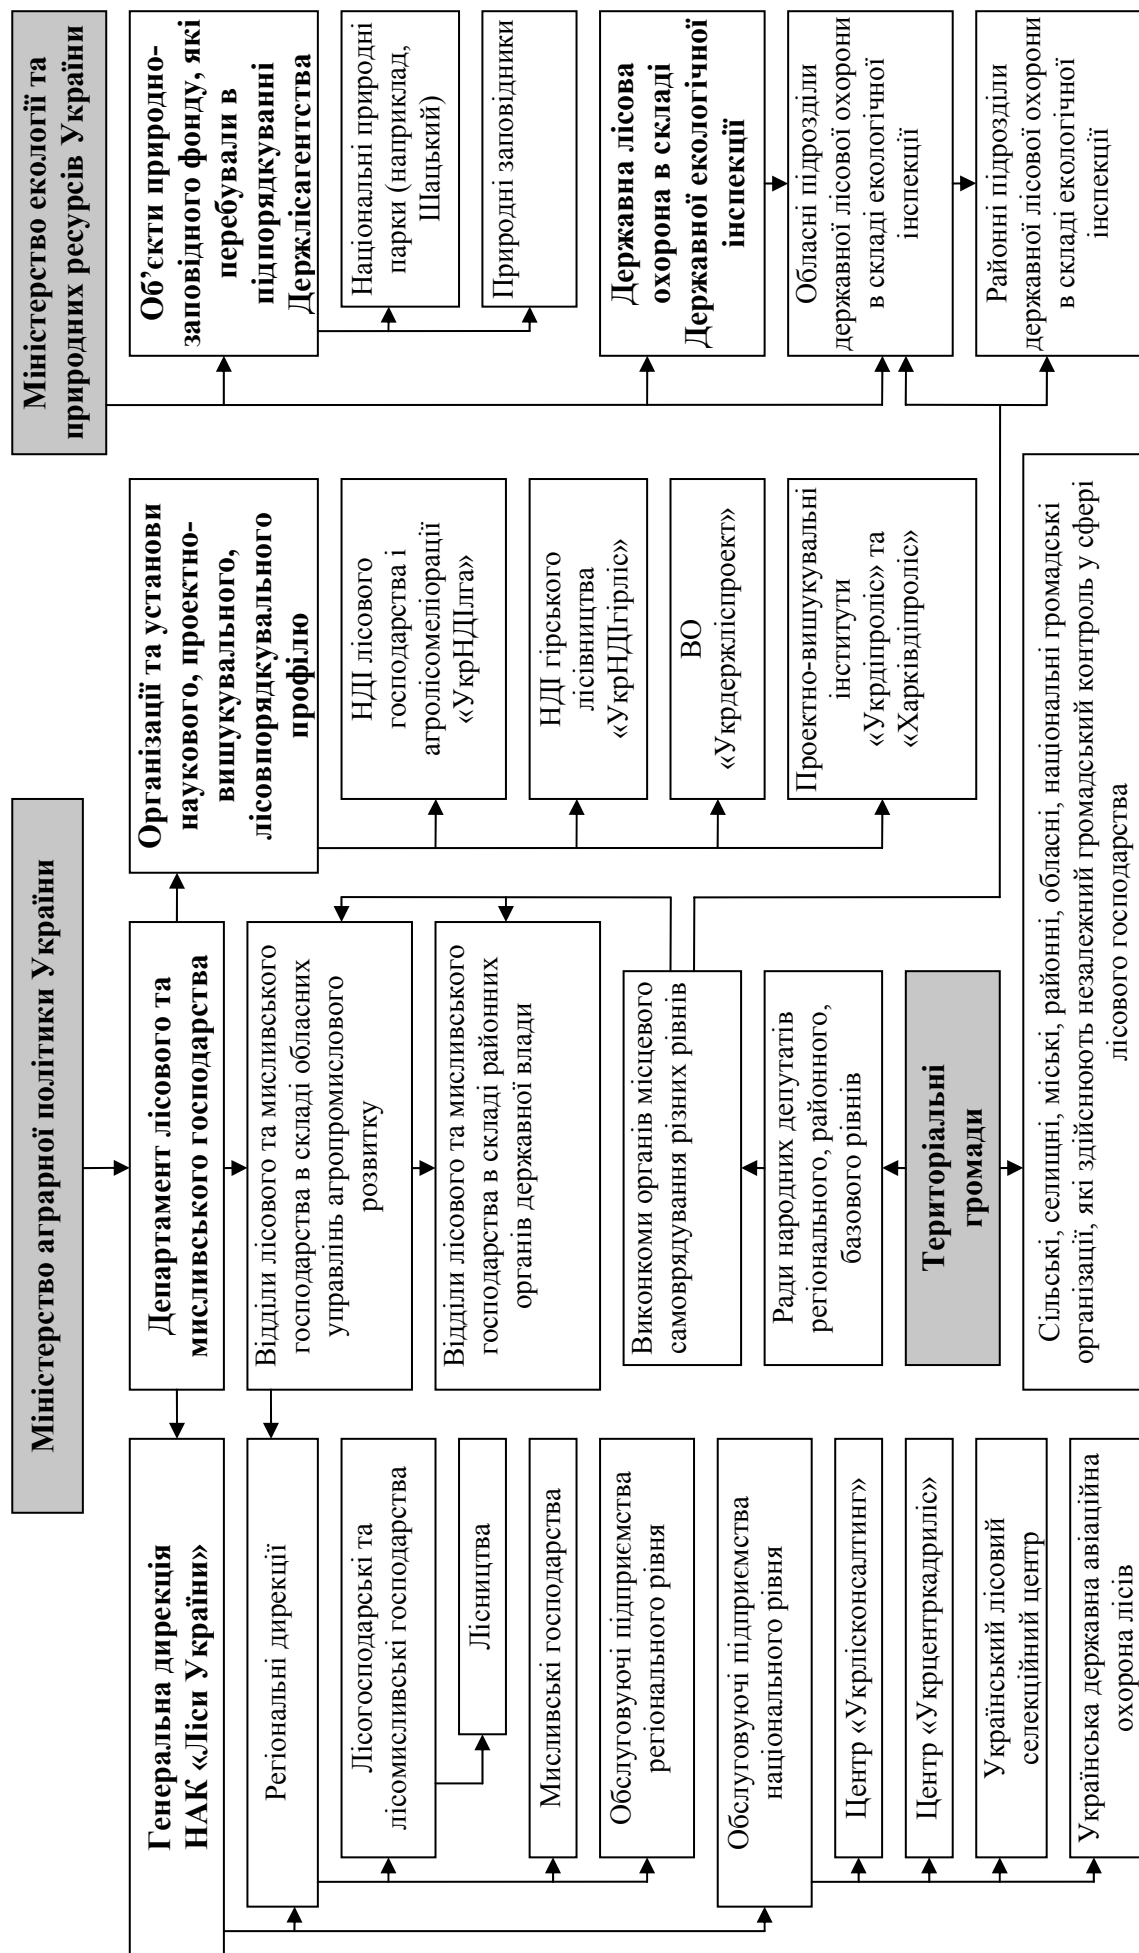 Міністерство аграрної політики України
Міністерство екології та
природних ресурсів України
Генеральна дирекція
НАК «Ліси України»
Регіональні дирекції
Лісогосподарські та
лісомисливські господарства
Лісництва
Мисливські господарства
Обслуговуючі підприємства
регіонального рівня
Обслуговуючі підприємства
національного рівня
Центр «Укрлісконсалтинг»
Центр «Укрцентркадриліс»
Український лісовий
селекційний центр
Українська державна авіаційна
охорона лісів
Департамент лісового та
мисливського господарства
Відділи лісового та мисливського
господарства в складі обласних
управлінь агропромислового
розвитку
Відділи лісового та мисливського
господарства в складі районних
органів державної влади
Виконкоми органів місцевого
самоврядування різних рівнів
Ради народних депутатів
регіонального, районного,
базового рівнів
Територіальні
громади
Сільські, селищні, міські, районні, обласні, національні громадські
організації, які здійснюють незалежний громадський контроль у сфері
лісового господарства
Організації та установи
наукового, проектно-
вишукувального,
лісовпорядкувального
профілю
НДІ лісового
господарства і
агролісомеліорації
«УкрНДІлга»
НДІ гірського
лісівництва
«УкрНДІгірліс»
ВО
«Укрдержліспроект»
Проектно-вишукувальні
інститути
«Укрдіпроліс» та
«Харківдіпроліс»
Об’єкти природно-
заповідного фонду, які
перебували в
підпорядкуванні
Держлісагентства
Національні природні
парки (наприклад,
Шацький)
Природні заповідники
Державна лісова
охорона в складі
Державної екологічної
інспекції
Обласні підрозділи
державної лісової охорони
в складі екологічної
інспекції
Районні підрозділи
державної лісової охорони
в складі екологічної
інспекції